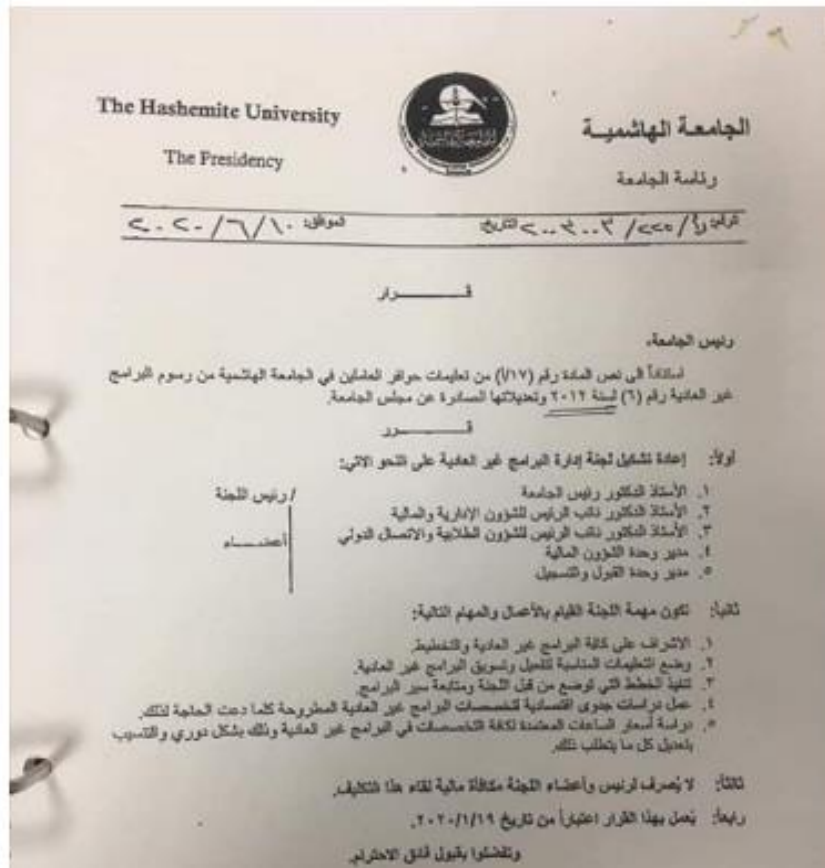 The Hashemite University
The Presidency
الجامعة الهاشمية
رئاسة الجامعة
التاريخ
الموافق: ٢٠٢٠/٦/١٠
قـــــرار
رئيس الجامعة،
استناداً الى نص المادة رقم (١٧/أ) من تعليمات حوافز العاملين في الجامعة الهاشمية من رسوم البرامج
غير العادية رقم (٦) لسنة ٢٠١٢ وتعديلاتها الصادرة عن مجلس الجامعة.
قـــــرر
أولاً: إعادة تشكيل لجنة إدارة البرامج غير العادية على النحو الآتي:
١. الأستاذ الدكتور رئيس الجامعة / رئيس اللجنة
٢. الأستاذ الدكتور نائب الرئيس للشؤون الإدارية والمالية
٣. الأستاذ الدكتور نائب الرئيس للشؤون الطلابية والاتصال الدولي
أعضـــاء
٤. مدير وحدة الشؤون المالية
٥. مدير وحدة القبول والتسجيل
ثانياً: تكون مهمة اللجنة القيام بالأعمال والمهام التالية:
١. الاشراف على كافة البرامج غير العادية والتخطيط.
٢. وضع التعليمات المناسبة لتفعيل وتسويق البرامج غير العادية.
٣. تنفيذ الخطط التي توضع من قبل اللجنة ومتابعة سير البرامج.
٤. عمل دراسات جدوى اقتصادية لتخصصات البرامج غير العادية المطروحة كلما دعت الحاجة لذلك.
٥. دراسة أسعار الساعات المعتمدة لكافة التخصصات في البرامج غير العادية وذلك بشكل دوري والتنسيب
بتعديل كل ما يتطلب ذلك.
ثالثاً: لا يُصرف لرئيس وأعضاء اللجنة مكافأة مالية لقاء هذا التكليف.
رابعاً: يُعمل بهذا القرار اعتباراً من تاريخ ٢٠٢٠/١/١٩.
وتفضلوا بقبول فائق الاحترام